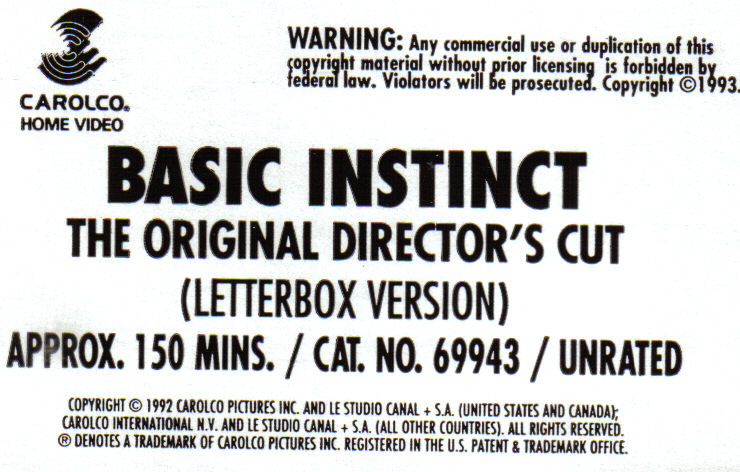 CAROLCO®
HOME VIDEO
WARNING: Any commercial use or duplication of this
copyright material without prior licensing is forbidden by
federal law. Violators will be prosecuted. Copyright ©1993.
BASIC INSTINCT
THE ORIGINAL DIRECTOR'S CUT
(LETTERBOX VERSION)
APPROX. 150 MINS. / CAT. NO. 69943 / UNRATED
COPYRIGHT © 1992 CAROLCO PICTURES INC. AND LE STUDIO CANAL + S.A. (UNITED STATES AND CANADA);
CAROLCO INTERNATIONAL N.V. AND LE STUDIO CANAL + S.A. (ALL OTHER COUNTRIES). ALL RIGHTS RESERVED.
® DENOTES A TRADEMARK OF CAROLCO PICTURES INC. REGISTERED IN THE U.S. PATENT & TRADEMARK OFFICE.